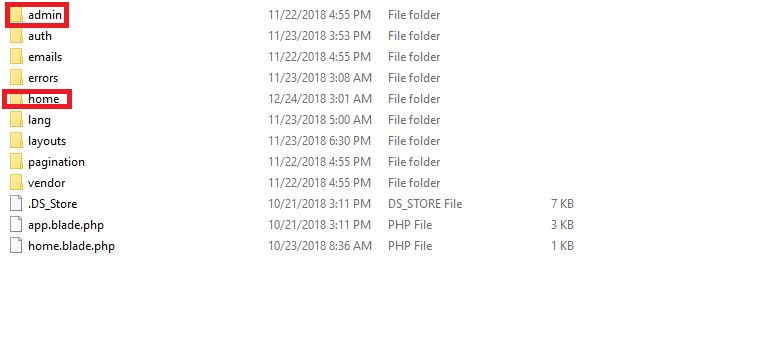 admin 11/22/2018 4:55 PM File folder
auth 11/23/2018 3:53 PM File folder
emails 11/22/2018 4:55 PM File folder
errors 11/23/2018 3:08 AM File folder
home 12/24/2018 3:01 AM File folder
lang 11/23/2018 5:00 AM File folder
layouts 11/23/2018 6:30 PM File folder
pagination 11/22/2018 4:55 PM File folder
vendor 11/22/2018 4:55 PM File folder
.DS_Store 10/21/2018 3:11 PM DS_STORE File 7 KB
app.blade.php 10/21/2018 3:11 PM PHP File 3 KB
home.blade.php 10/23/2018 8:36 AM PHP File 1 KB